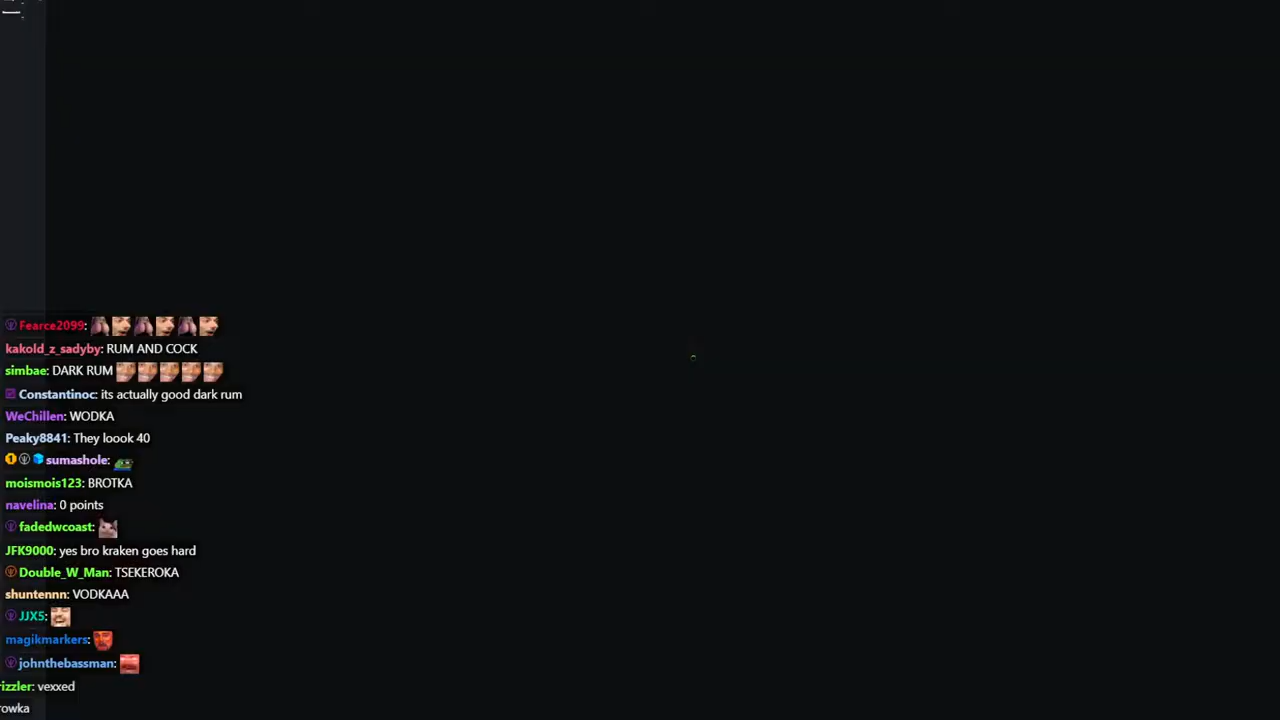 Fearce2099:
kakold_z_sadyby: RUM AND COCK
simbae: DARK RUM
Constantinoc: its actually good dark rum
WeChillen: WODKA
Peaky8841: They loook 40
sumashole:
moismois123: BROTKA
navelina: 0 points
fadedwcoast:
JFK9000: yes bro kraken goes hard
Double_W_Man: TSEKEROKA
shuntennn: VODKAAA
JJX5:
magikmarkers:
johnthebassman:
rizzler: vexxed
rowka